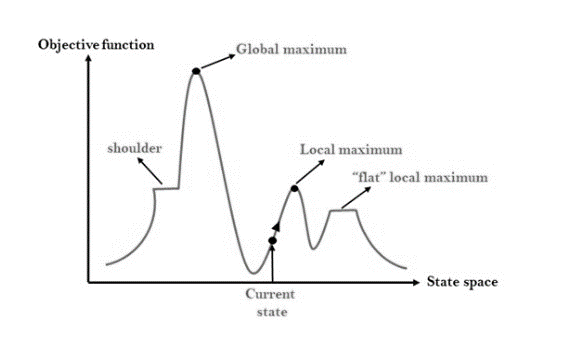 Objective function
Global maximum
shoulder
Local maximum
"flat" local maximum
State space
Current
state